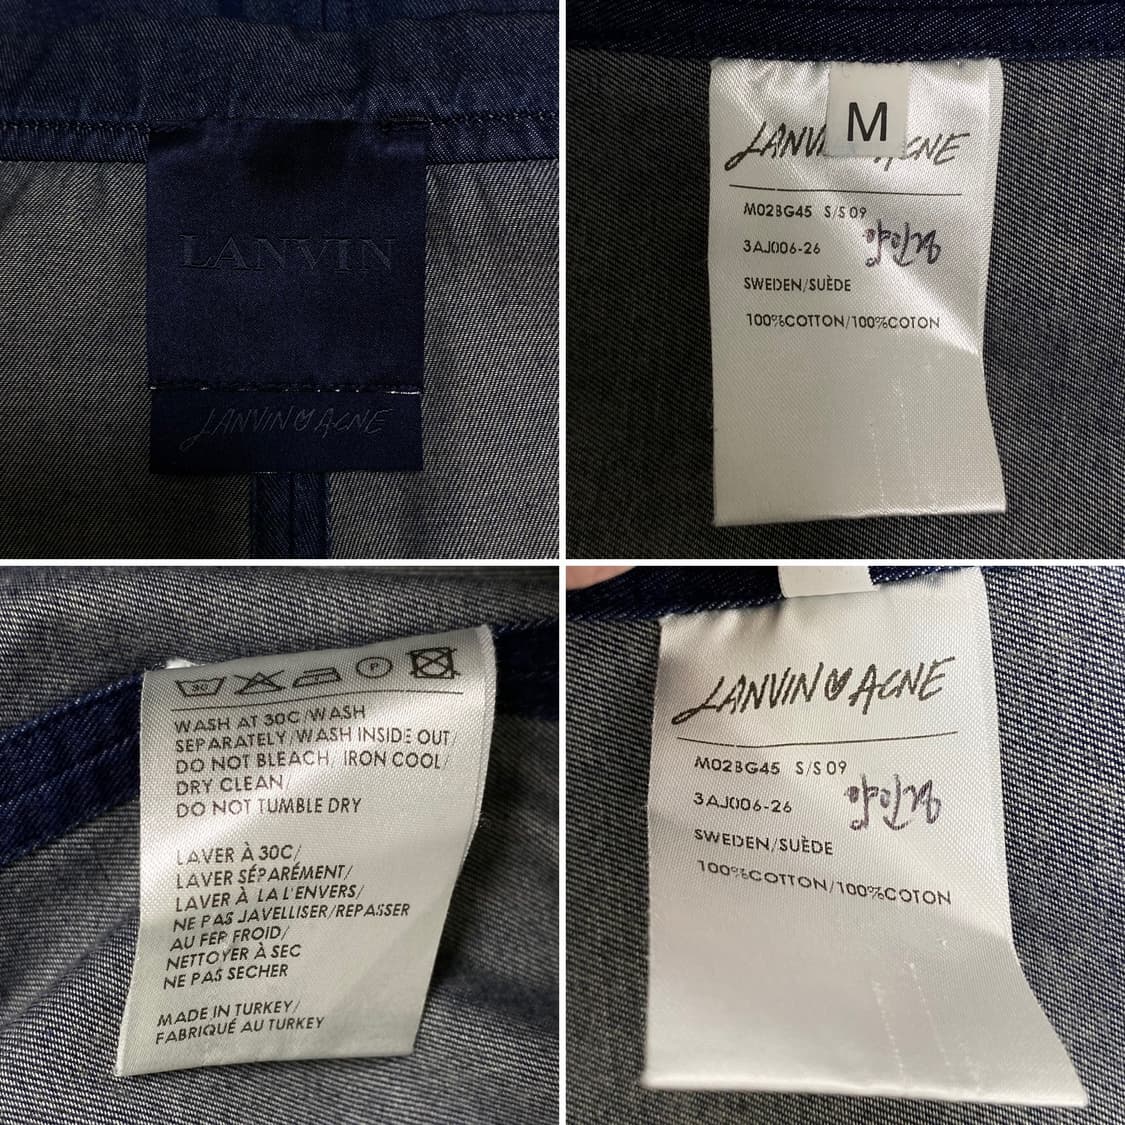 LANVIN
LANVIN♡ACNE
M
LANVIN ACNE
M02BG45 S/S 09
3AJ006-26
SWEDEN/SUÈDE
100%COTTON/100%COTON
30
P
WASH AT 30C/WASH
SEPARATELY/WASH INSIDE OUT/
DO NOT BLEACH/ IRON COOL/
DRY CLEAN/
DO NOT TUMBLE DRY
LAVER À 30C/
LAVER SÉPARÉMENT/
LAVER À LA L'ENVERS/
NE PAS JAVELLISER/REPASSER
AU FER FROID/
NETTOYER À SEC
NE PAS SECHER
MADE IN TURKEY/
FABRIQUÉ AU TURKEY
LANVIN♥ACNE
M02BG45 S/S 09
3AJ006-26
SWEDEN/SUÈDE
100%COTTON/100%COTON